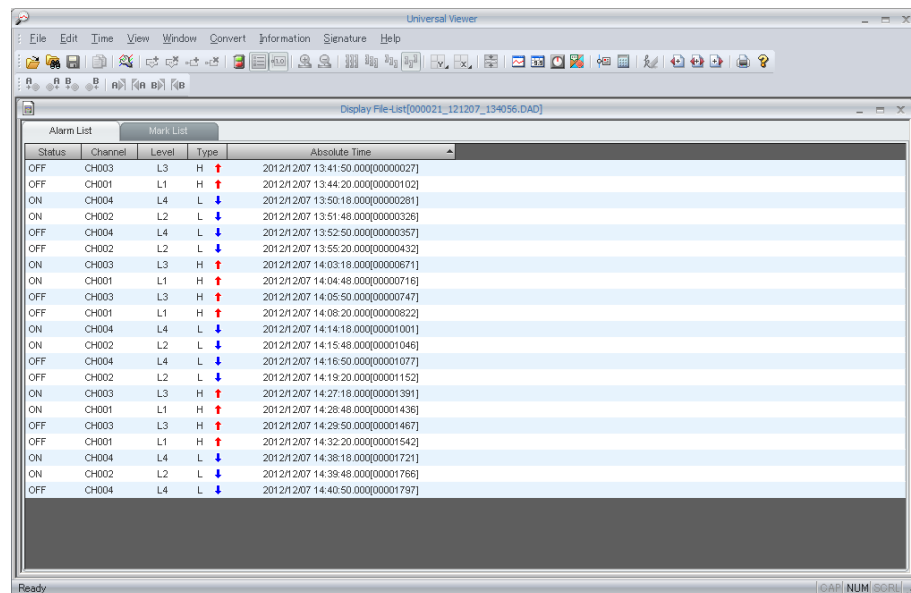 Universal Viewer
File Edit Time View Window Convert Information Signature Help
Display File-List[000021_121207_134056.DAD]
Alarm List Mark List
Status Channel Level Type Absolute Time
OFF CH003 L3 H 2012/12/07 13:41:50.000[00000027]
OFF CH001 L1 H 2012/12/07 13:44:20.000[00000102]
ON CH004 L4 L 2012/12/07 13:50:18.000[00000281]
ON CH002 L2 L 2012/12/07 13:51:48.000[00000326]
OFF CH004 L4 L 2012/12/07 13:52:50.000[00000357]
OFF CH002 L2 L 2012/12/07 13:55:20.000[00000432]
ON CH003 L3 H 2012/12/07 14:03:18.000[00000671]
ON CH001 L1 H 2012/12/07 14:04:48.000[00000716]
OFF CH003 L3 H 2012/12/07 14:05:50.000[00000747]
OFF CH001 L1 H 2012/12/07 14:08:20.000[00000822]
ON CH004 L4 L 2012/12/07 14:14:18.000[00001001]
ON CH002 L2 L 2012/12/07 14:15:48.000[00001046]
OFF CH004 L4 L 2012/12/07 14:16:50.000[00001077]
OFF CH002 L2 L 2012/12/07 14:19:20.000[00001152]
ON CH003 L3 H 2012/12/07 14:27:18.000[00001391]
ON CH001 L1 H 2012/12/07 14:28:48.000[00001436]
OFF CH003 L3 H 2012/12/07 14:29:50.000[00001467]
OFF CH001 L1 H 2012/12/07 14:32:20.000[00001542]
ON CH004 L4 L 2012/12/07 14:38:18.000[00001721]
ON CH002 L2 L 2012/12/07 14:39:48.000[00001766]
OFF CH004 L4 L 2012/12/07 14:40:50.000[00001797]
Ready CAP NUM SCRL